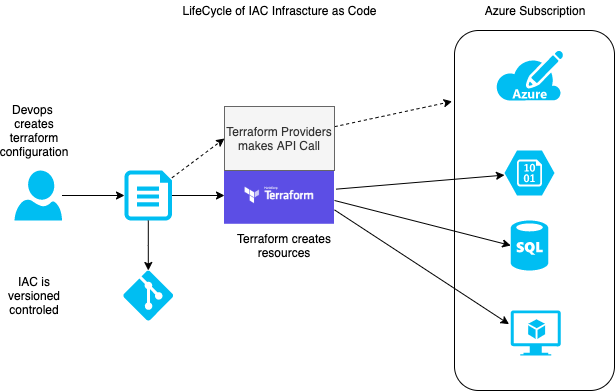 LifeCycle of IAC Infrascture as Code
Azure Subscription
Devops
creates
terraform
configuration
Terraform Providers
makes API Call
Azure
HashiCorp
Terraform
10
01
Terraform creates
resources
SQL
IAC is
versioned
controled